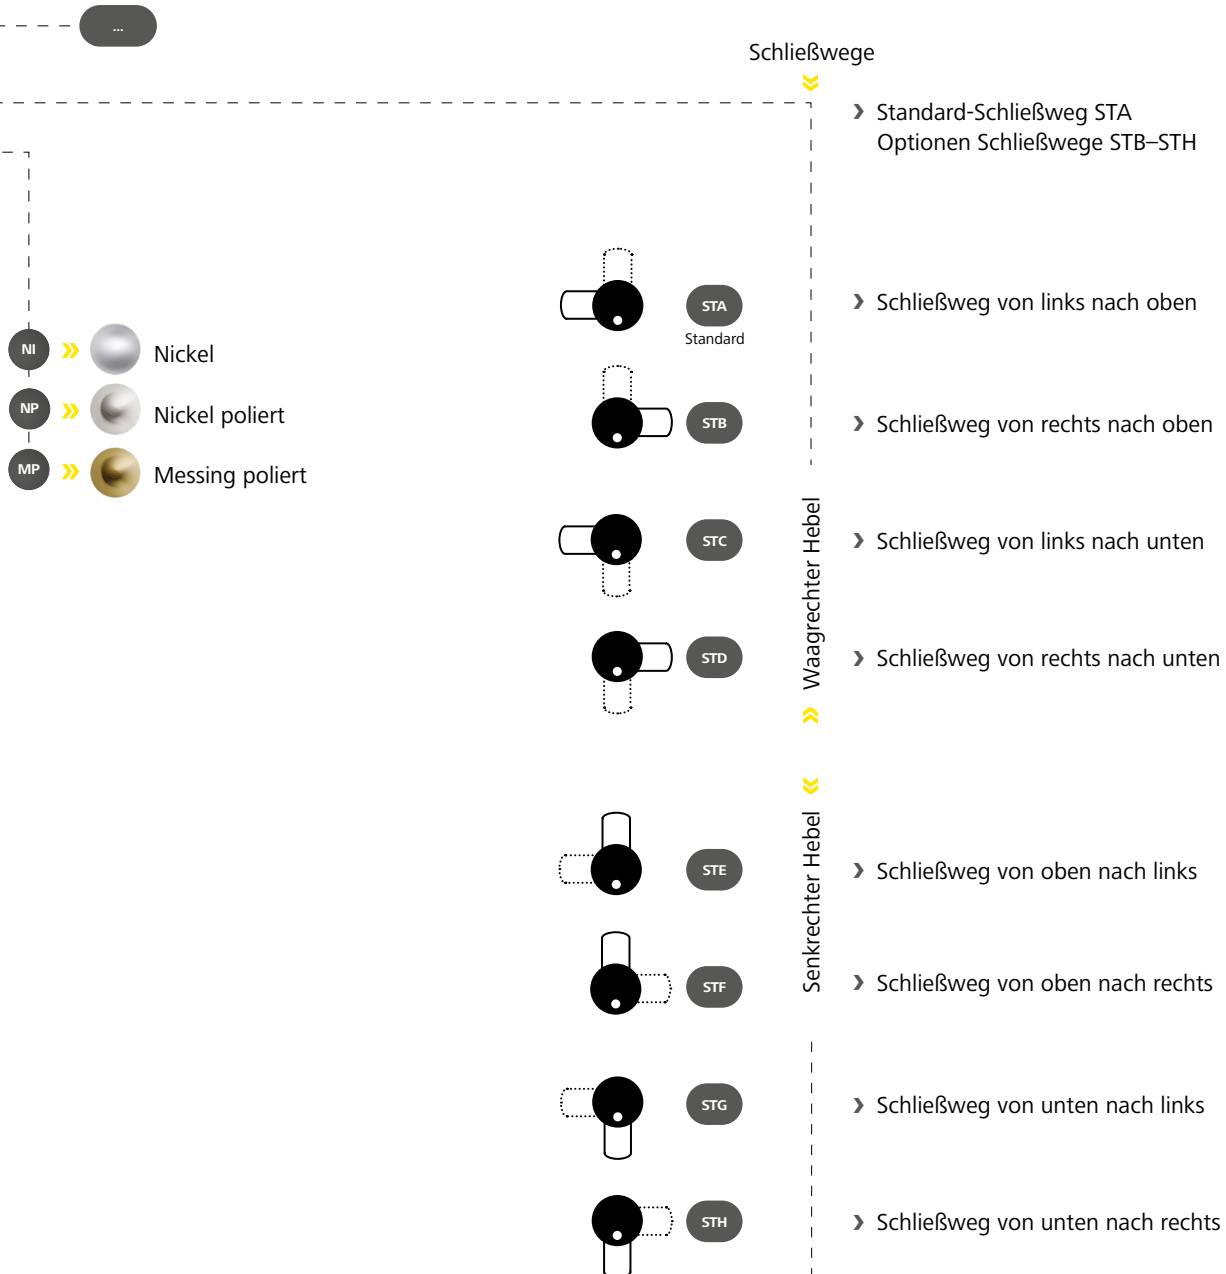 ...
Schließwege
Standard-Schließweg STA
Optionen Schließwege STB–STH
NI
Nickel
NP
Nickel poliert
MP
Messing poliert
STA
Standard
Schließweg von links nach oben
STB
Schließweg von rechts nach oben
STC
Schließweg von links nach unten
STD
Schließweg von rechts nach unten
Waagrechter Hebel
Senkrechter Hebel
STE
Schließweg von oben nach links
STF
Schließweg von oben nach rechts
STG
Schließweg von unten nach links
STH
Schließweg von unten nach rechts